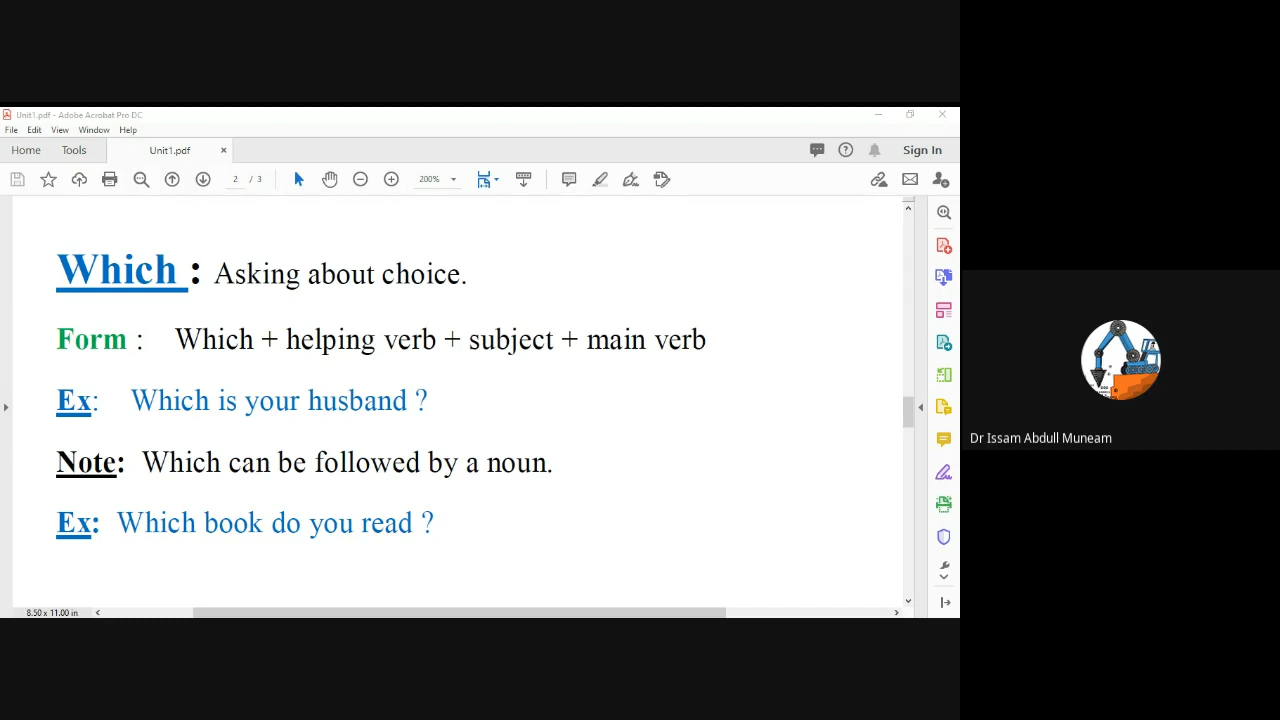 Unit1.pdf - Adobe Acrobat Pro DC
File Edit View Window Help
Home Tools Unit1.pdf × Sign In
2 / 3 200%
Which : Asking about choice.
Form : Which + helping verb + subject + main verb
Ex: Which is your husband ?
Note: Which can be followed by a noun.
Ex: Which book do you read ?
8.50 x 11.00 in
Dr Issam Abdull Muneam